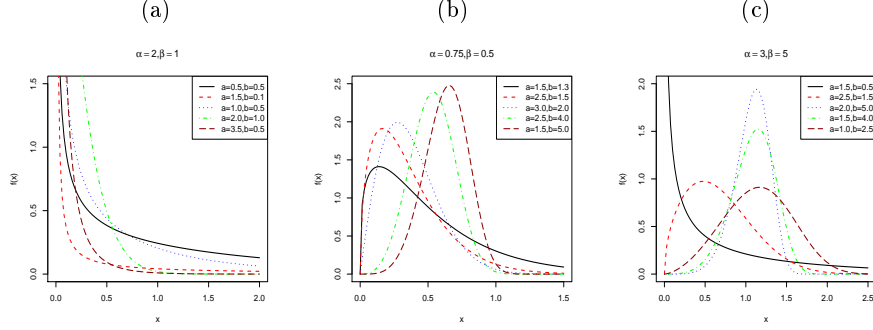 (a)
α = 2,β = 1
f(x)
1.5
1.0
0.5
0.0
a=0.5,b=0.5
a=1.5,b=0.1
a=1.0,b=0.5
a=2.0,b=1.0
a=3.5,b=0.5
0.0 0.5 1.0 1.5 2.0
x
(b)
α = 0.75,β = 0.5
f(x)
2.5
2.0
1.5
1.0
0.5
0.0
a=1.5,b=1.3
a=2.5,b=1.5
a=3.0,b=2.0
a=2.5,b=4.0
a=1.5,b=5.0
0.0 0.5 1.0 1.5
x
(c)
α = 3,β = 5
f(x)
2.0
1.5
1.0
0.5
0.0
a=1.5,b=0.5
a=2.5,b=1.5
a=2.0,b=5.0
a=1.5,b=4.0
a=1.0,b=2.5
0.0 0.5 1.0 1.5 2.0 2.5
x